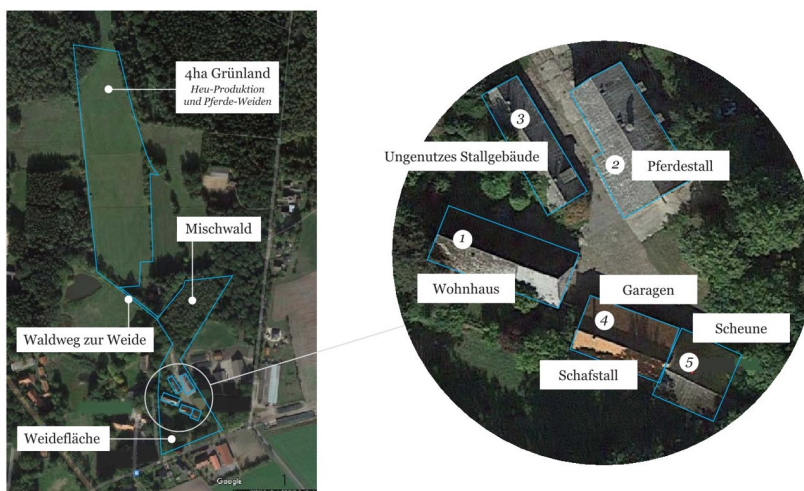 4ha Grünland
Heu-Produktion
und Pferde-Weiden
Mischwald
Waldweg zur Weide
Weidefläche
Google
3
Ungenutzes Stallgebäude
2
Pferdestall
1
Wohnhaus
Garagen
4
Scheune
Schafstall
5